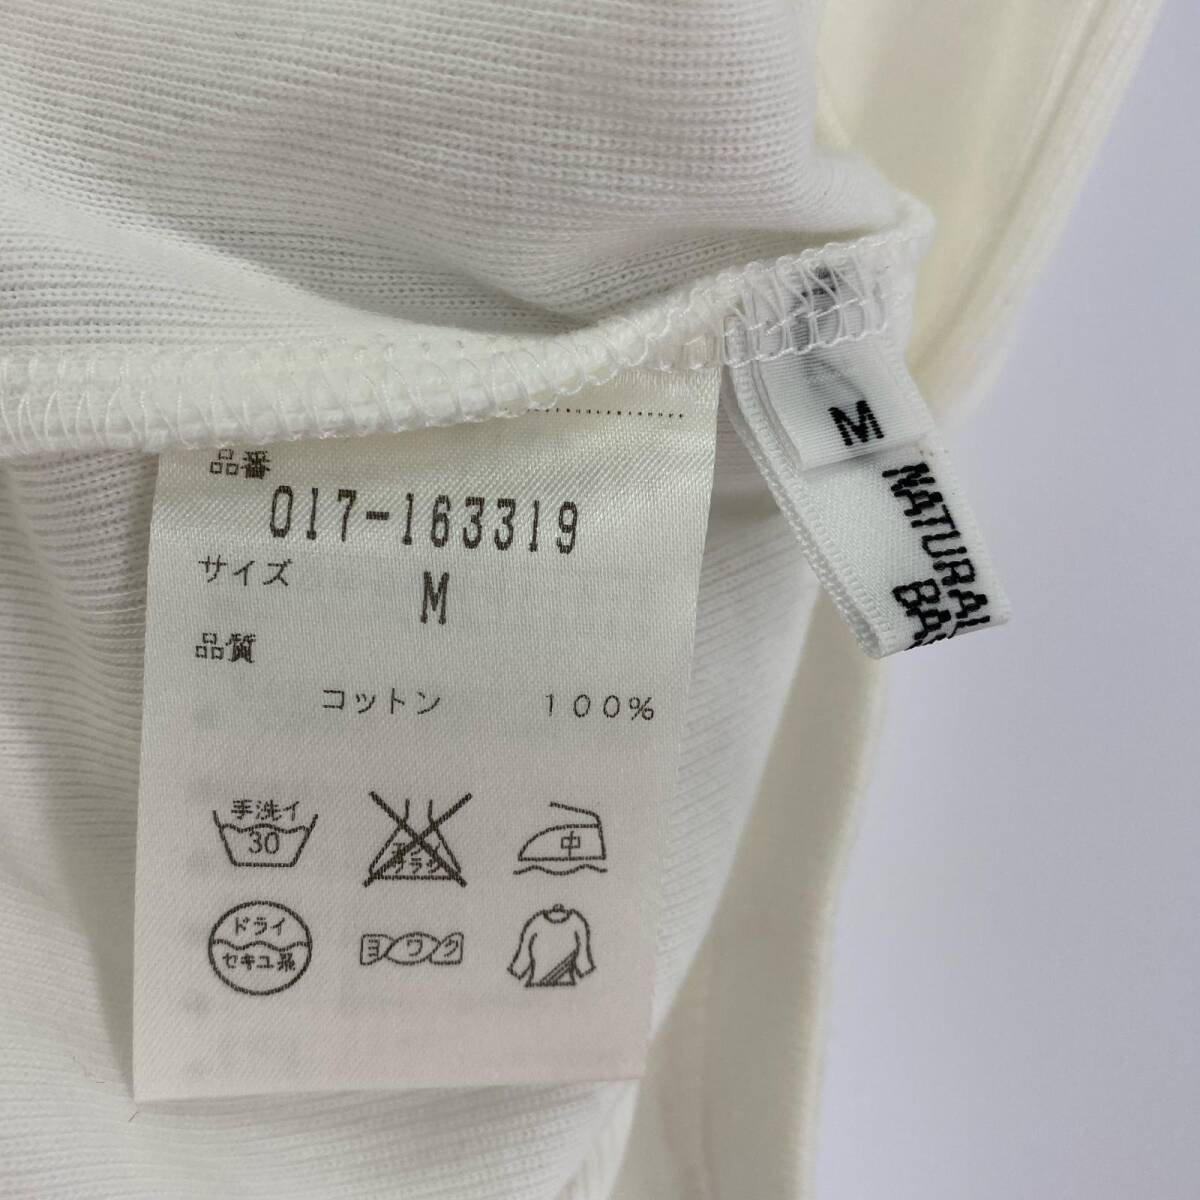 品番
017-163319
サイズ
M
品質
コットン 100%
手洗イ
30
中
ドライ
セキユ系
ヨワク
M
NATURAL